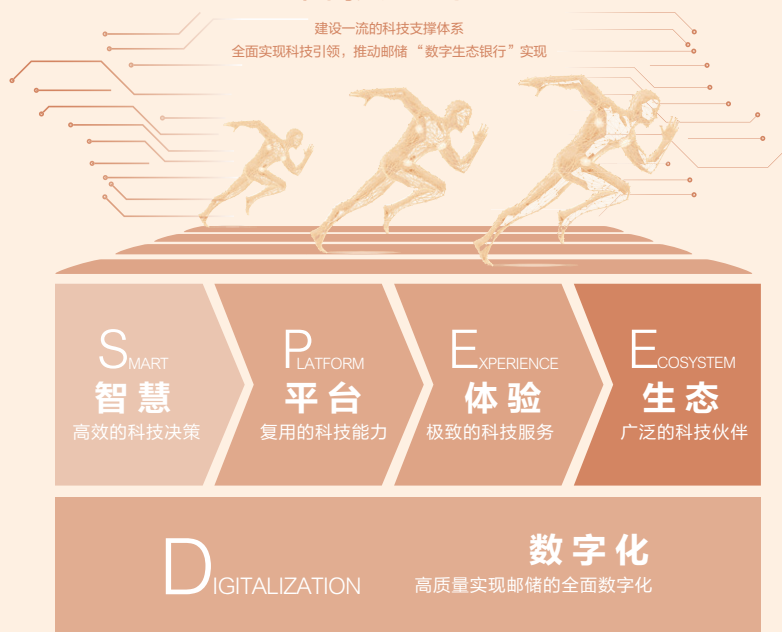 建设一流的科技支撑体系
全面实现科技引领，推动邮储 “数字生态银行” 实现
SMART
智慧
高效的科技决策
PLATFORM
平台
复用的科技能力
EXPERIENCE
体验
极致的科技服务
ECOSYSTEM
生态
广泛的科技伙伴
DIGITALIZATION
数字化
高质量实现邮储的全面数字化